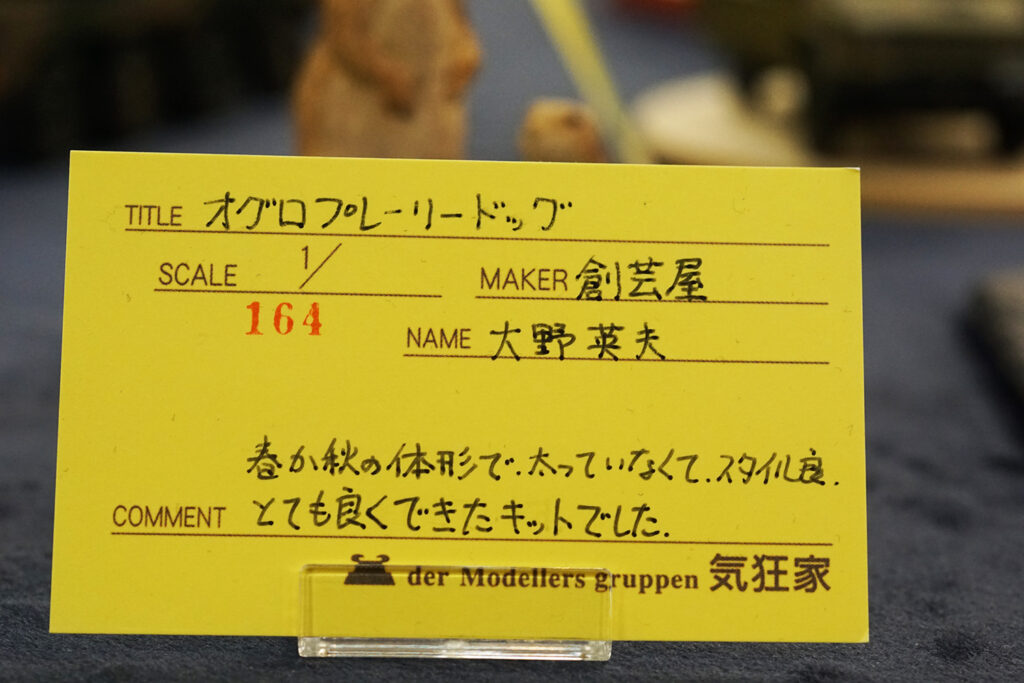 TITLE オグロプレーリードッグ
SCALE 1/ MAKER 創芸屋
164
NAME 大野英夫
春か秋の体形で.太っていなくて.スタイル良.
COMMENT とても良くできたキットでした.
der Modellers gruppen 気狂家